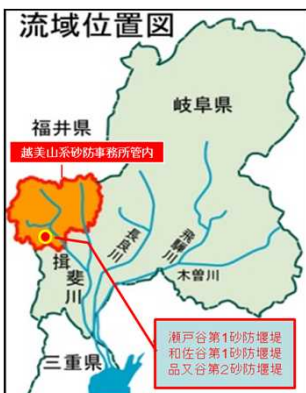 流域位置図
岐阜県
福井県
越美山系砂防事務所管内
揖斐川
長良川
飛騨川
木曽川
三重県
瀬戸谷第1砂防堰堤
和佐谷第1砂防堰堤
品又谷第2砂防堰堤